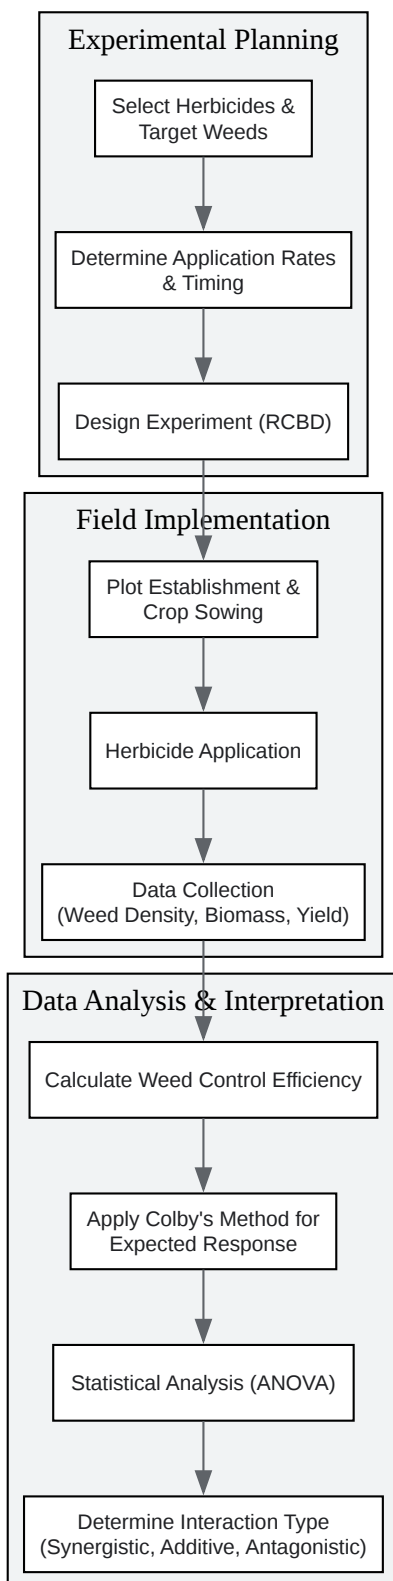 Experimental Planning
Select Herbicides &
Target Weeds
Determine Application Rates
& Timing
Design Experiment (RCBD)
Field Implementation
Plot Establishment &
Crop Sowing
Herbicide Application
Data Collection
(Weed Density, Biomass, Yield)
Data Analysis & Interpretation
Calculate Weed Control Efficiency
Apply Colby's Method for
Expected Response
Statistical Analysis (ANOVA)
Determine Interaction Type
(Synergistic, Additive, Antagonistic)